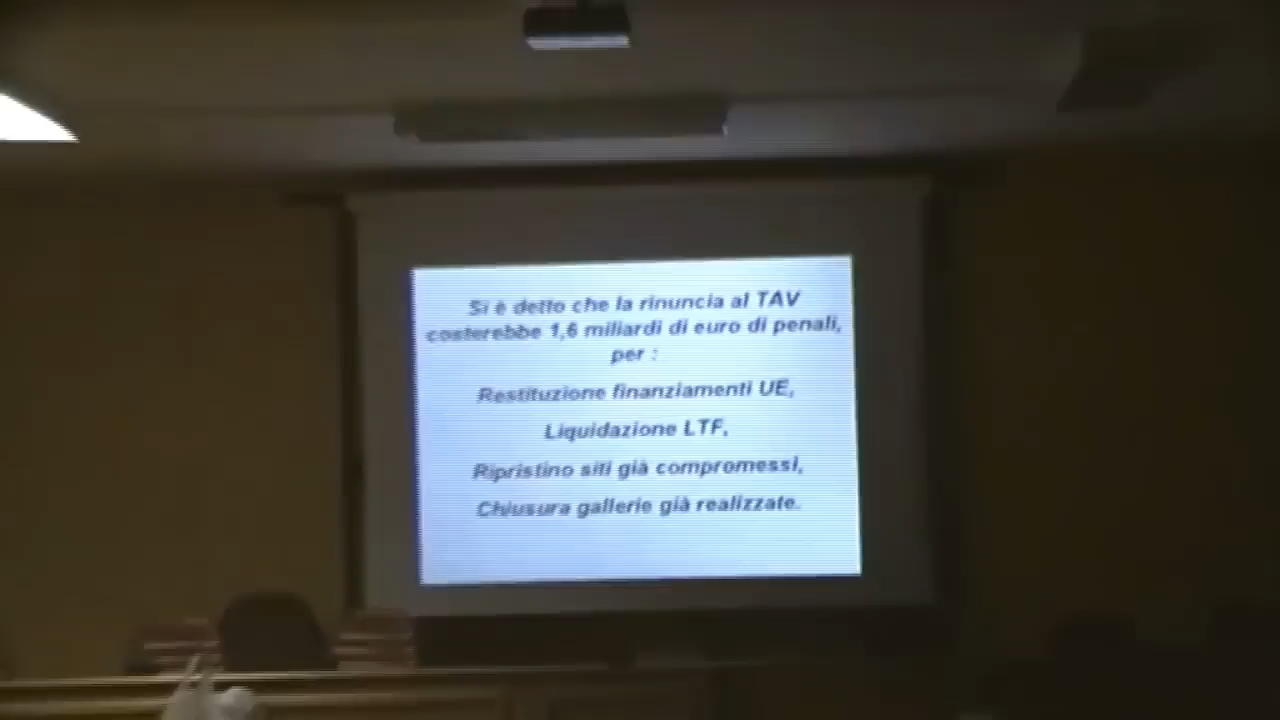 Si è detto che la rinuncia al TAV
costerebbe 1,6 miliardi di euro di penali,
per :
Restituzione finanziamenti UE,
Liquidazione LTF,
Ripristino siti già compromessi,
Chiusura gallerie già realizzate.